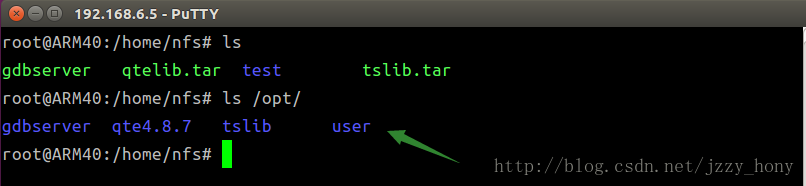 192.168.6.5 - PuTTY
root@ARM40:/home/nfs# ls
gdbserver qtelib.tar test tslib.tar
root@ARM40:/home/nfs# ls /opt/
gdbserver qte4.8.7 tslib user
root@ARM40:/home/nfs#
http://blog.csdn.net/jzzy_hony